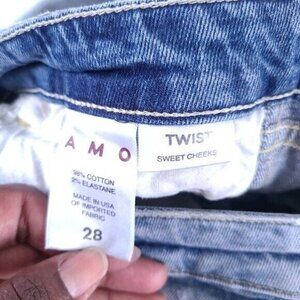 AMO
98% COTTON
2% ELASTANE
MADE IN USA
OF IMPORTED
FABRIC
28
TWIST
SWEET CHEEKS